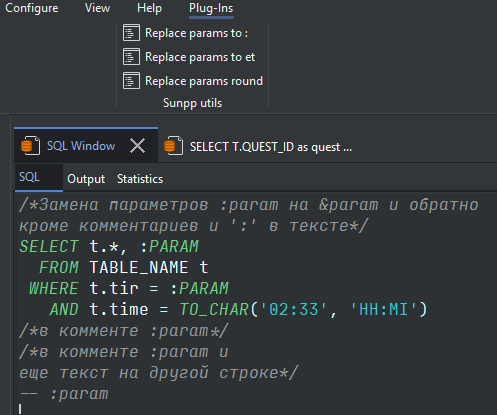 Configure View Help Plug-Ins
Replace params to :
Replace params to et
Replace params round
Sunpp utils
SQL Window SELECT T.QUEST_ID as quest ...
SQL Output Statistics
/*Замена параметров :param на &param и обратно
кроме комментариев и ':' в тексте*/
SELECT t.*, :PARAM
FROM TABLE_NAME t
WHERE t.tir = :PARAM
AND t.time = TO_CHAR('02:33', 'HH:MI')
/*в комменте :param*/
/*в комменте :param и
еще текст на другой строке*/
-- :param